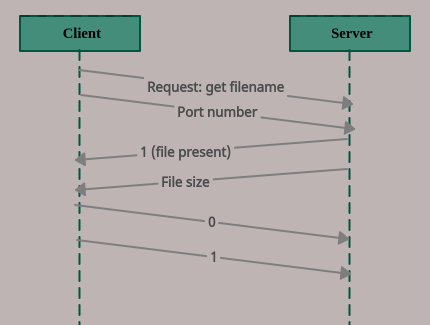 Client
Server
Request: get filename
Port number
1 (file present)
File size
0
1